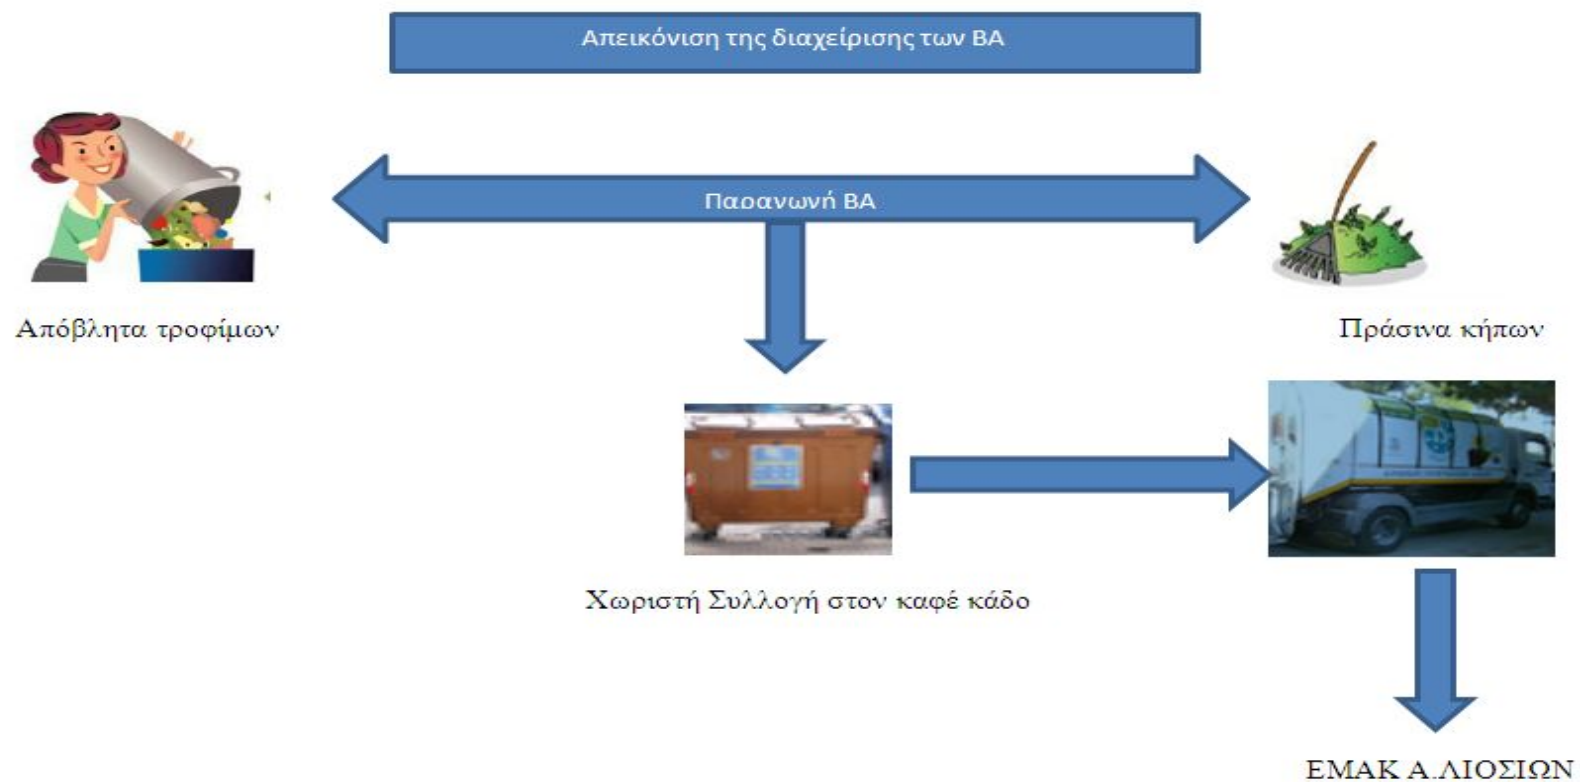 Απεικόνιση της διαχείρισης των ΒΑ
Παραγωγή ΒΑ
Απόβλητα τροφίμων
Πράσινα κήπων
Χωριστή Συλλογή στον καφέ κάδο
ΕΜΑΚ Α.ΛΙΟΣΙΩΝ